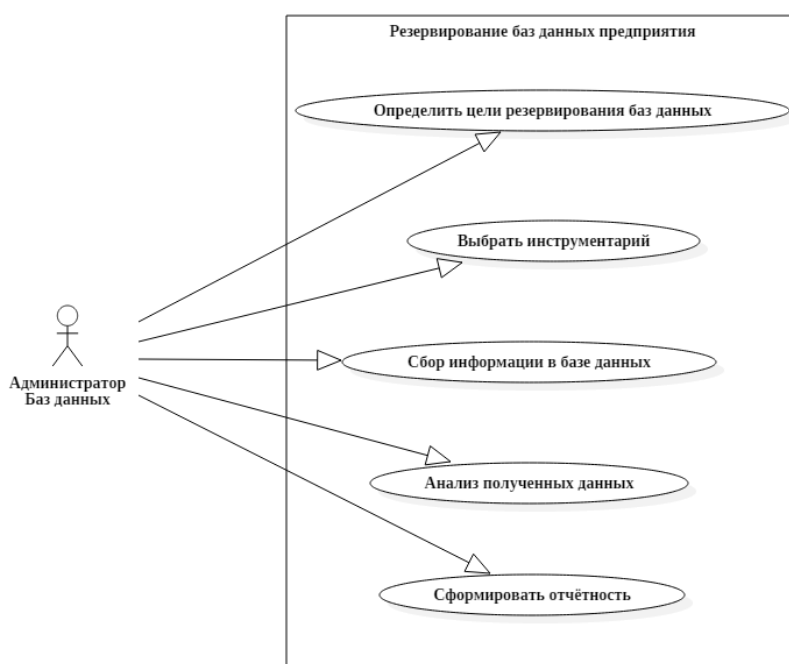 Резервирование баз данных предприятия
Определить цели резервирования баз данных
Выбрать инструментарий
Сбор информации в базе данных
Администратор
Баз данных
Анализ полученных данных
Сформировать отчётность